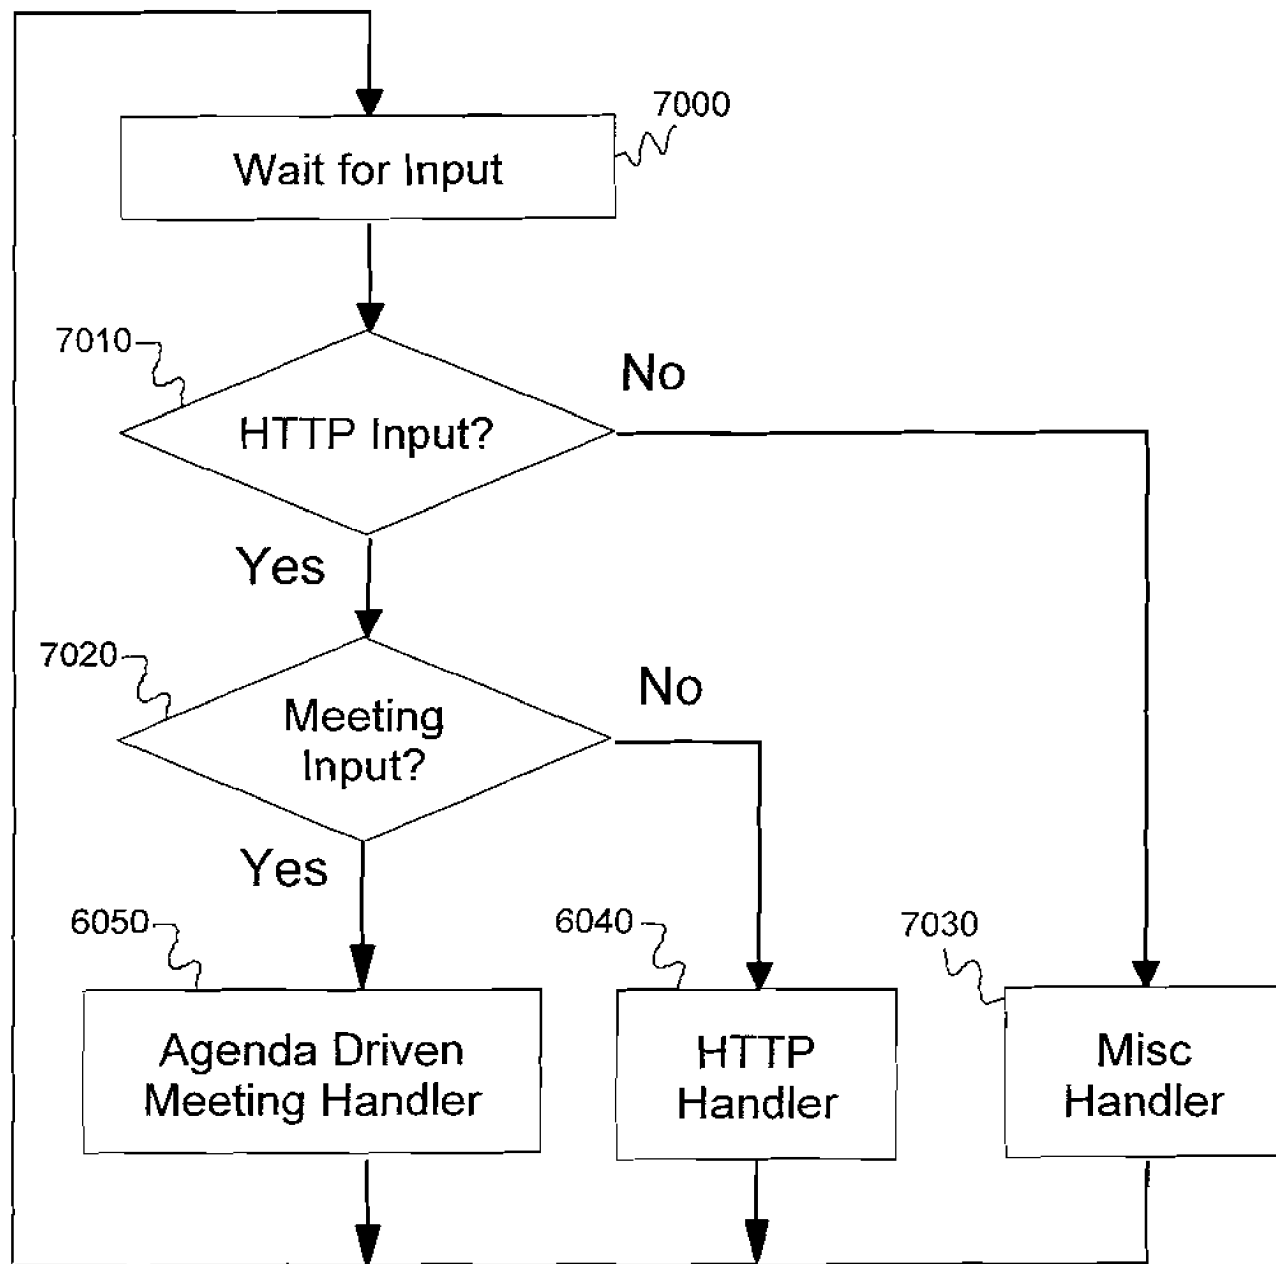 7000
Wait for Input
7010
No
HTTP Input?
Yes
7020
No
Meeting
Input?
Yes
6050
6040
7030
Agenda Driven
Meeting Handler
HTTP
Handler
Misc
Handler